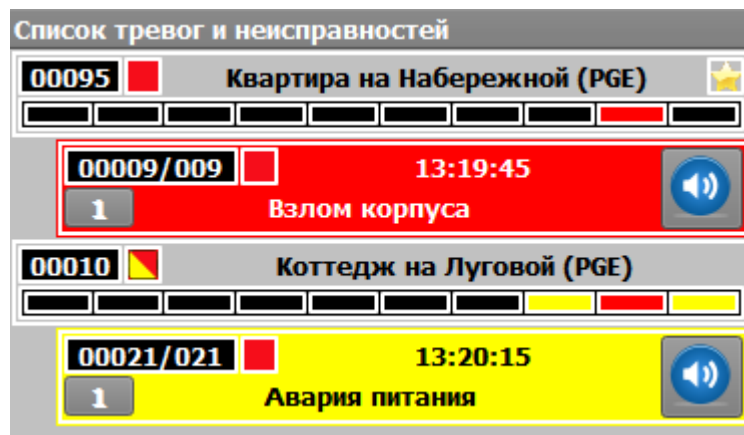 Список тревог и неисправностей
00095 Квартира на Набережной (PGE)
00009/009 13:19:45
1 Взлом корпуса
00010 Коттедж на Луговой (PGE)
00021/021 13:20:15
1 Авария питания